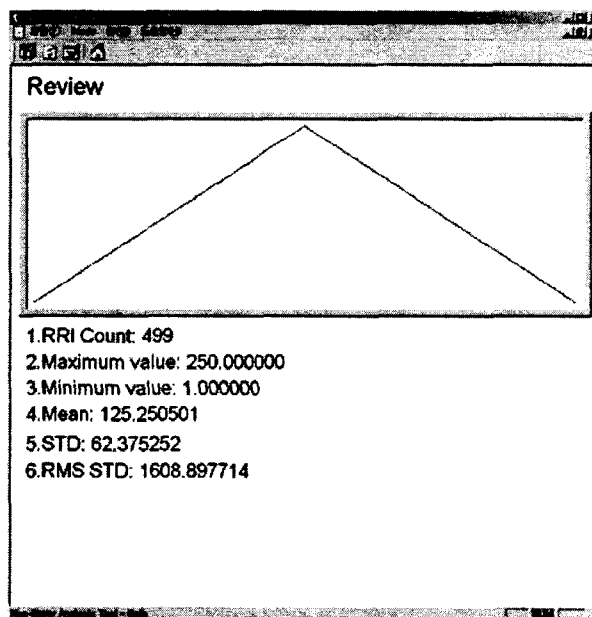 Review
1.RRI Count: 499
2.Maximum value: 250.000000
3.Minimum value: 1.000000
4.Mean: 125.250501
5.STD: 62.375252
6.RMS STD: 1608.897714